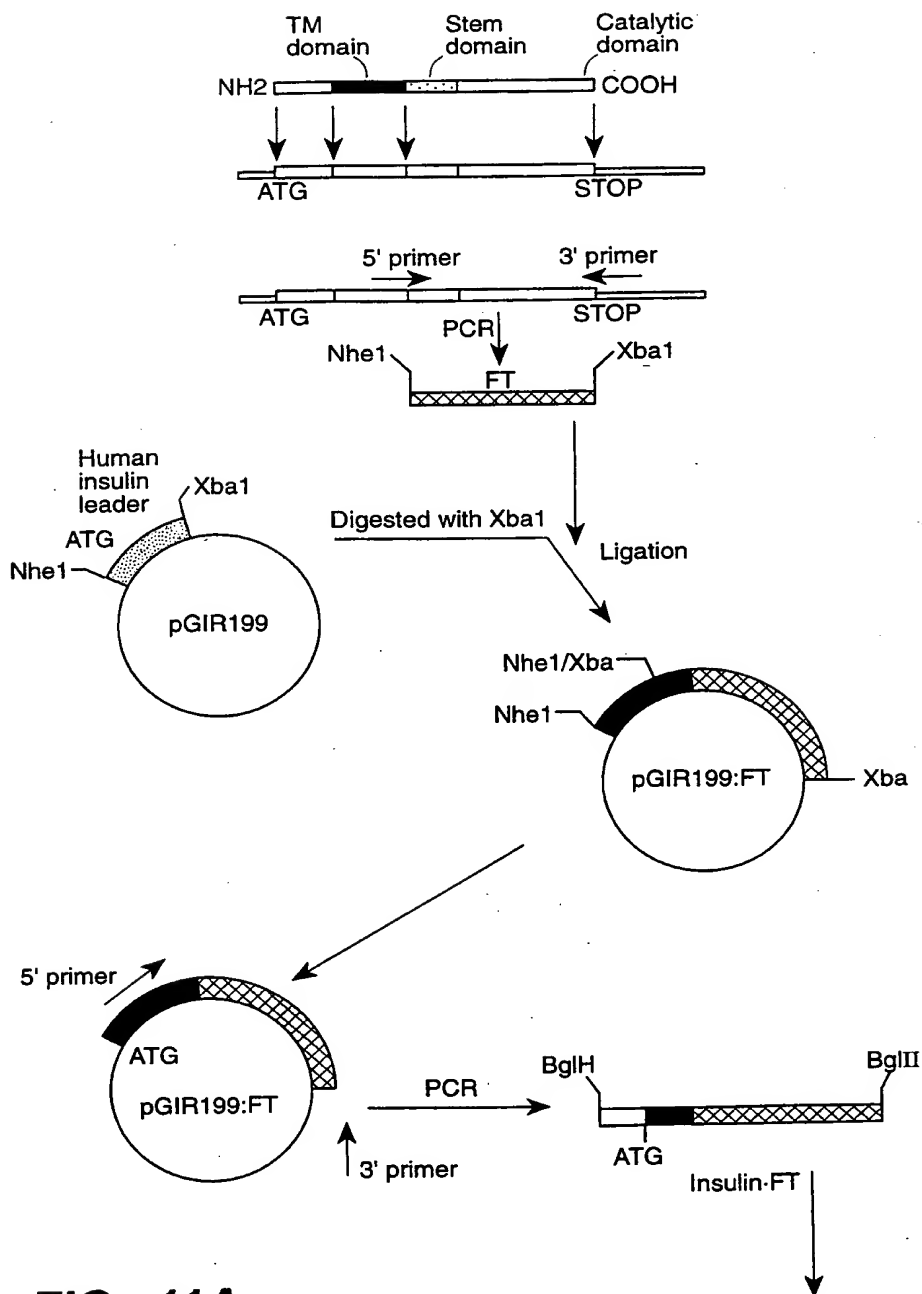 TM
domain
Stem
domain
Catalytic
domain
NH2
COOH
ATG
STOP
5' primer
3' primer
ATG
STOP
PCR
Nhe1
Xba1
FT
Human
insulin
leader
Xba1
ATG
Nhe1
Digested with Xba1
Ligation
pGIR199
Nhe1/Xba
Nhe1
pGIR199:FT
Xba
5' primer
ATG
pGIR199:FT
3' primer
PCR
BglH
BglII
ATG
Insulin·FT
FIG. 11A